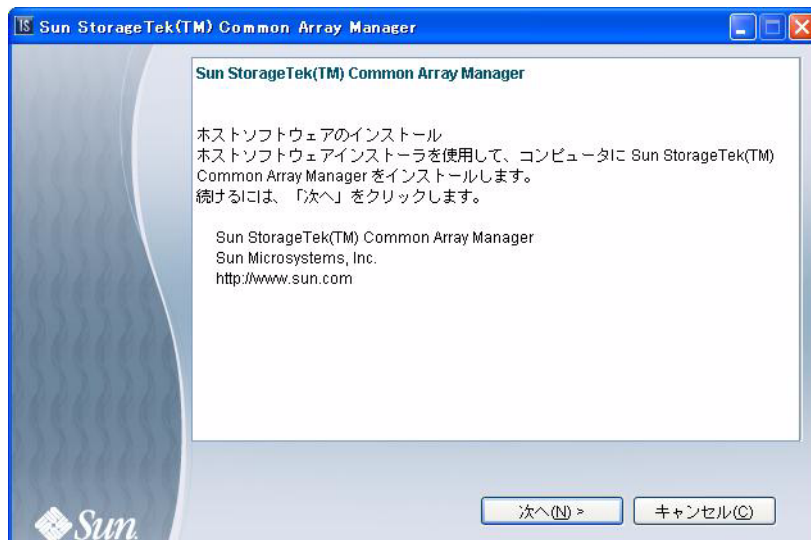 Sun StorageTek(TM) Common Array Manager
Sun StorageTek(TM) Common Array Manager
ホストソフトウェアのインストール
ホストソフトウェアインストーラを使用して、コンピュータに Sun StorageTek(TM)
Common Array Manager をインストールします。
続けるには、「次へ」をクリックします。
Sun StorageTek(TM) Common Array Manager
Sun Microsystems, Inc.
http://www.sun.com
次へ(N) >
キャンセル(C)
Sun